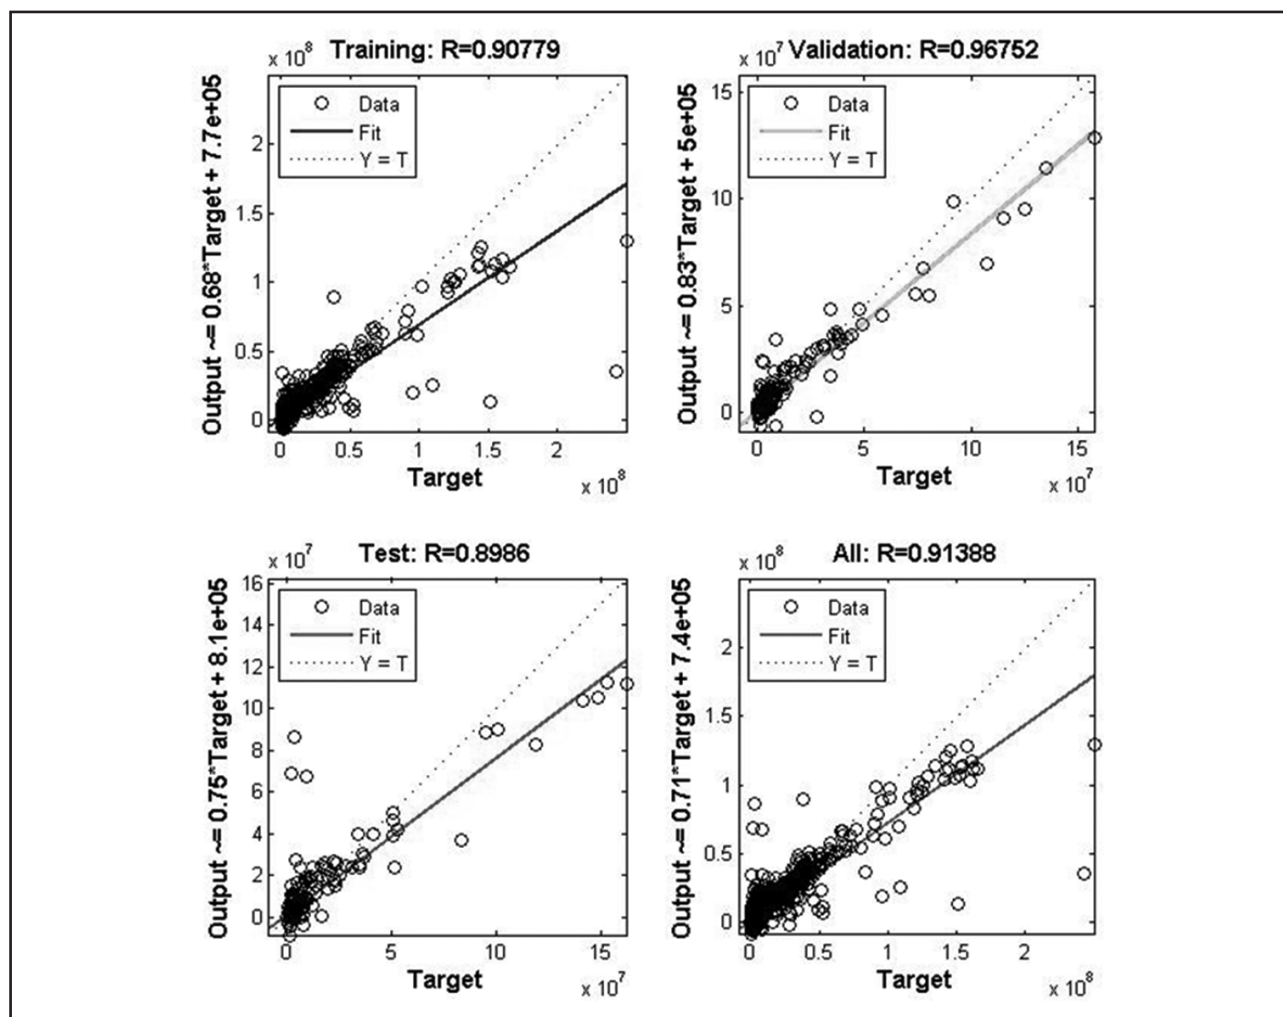 x 10^8
Training: R=0.90779
Output ~= 0.68*Target + 7.7e+05
Data
Fit
Y = T
2
1.5
1
0.5
0
0 0.5 1 1.5 2
Target
x 10^8
x 10^7
Validation: R=0.96752
Output ~= 0.83*Target + 5e+05
Data
Fit
Y = T
15
10
5
0
0 5 10 15
Target
x 10^7
x 10^7
Test: R=0.8986
Output ~= 0.75*Target + 8.1e+05
Data
Fit
Y = T
16
14
12
10
8
6
4
2
0
0 5 10 15
Target
x 10^7
x 10^8
All: R=0.91388
Output ~= 0.71*Target + 7.4e+05
Data
Fit
Y = T
2
1.5
1
0.5
0
0 0.5 1 1.5 2
Target
x 10^8